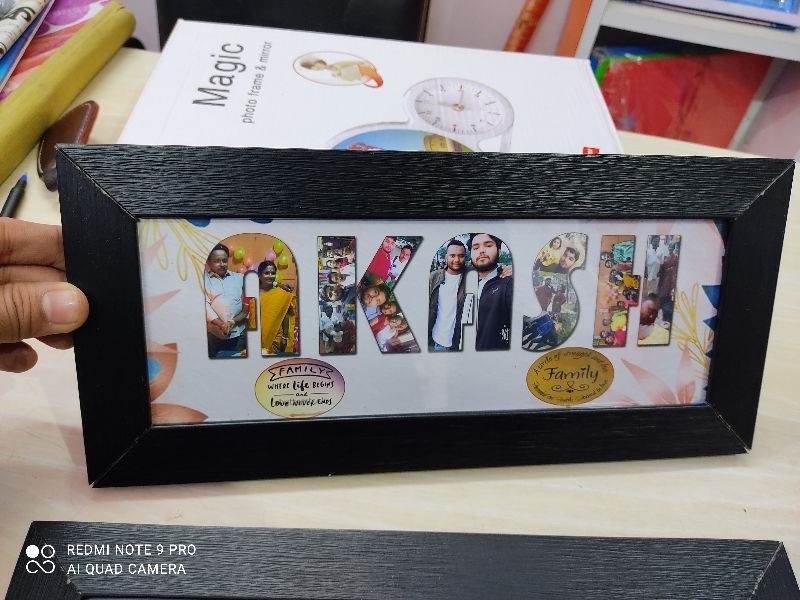 Magic
photo frame & mirror
AKASH
FAMILY
WHERE Life BEGINS
and
LOVE NEVER ENDS
Family
REDMI NOTE 9 PRO
AI QUAD CAMERA